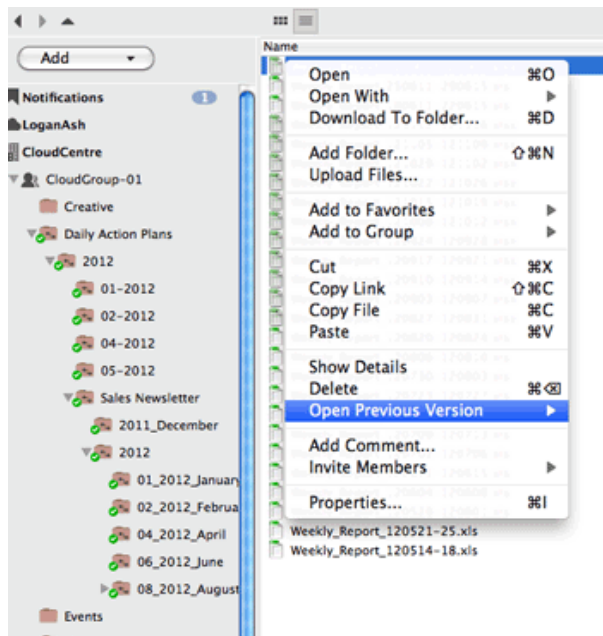 Add
Notifications 1
LoganAsh
CloudCentre
CloudGroup-01
Creative
Daily Action Plans
2012
01-2012
02-2012
04-2012
05-2012
Sales Newsletter
2011_December
2012
01_2012_January
02_2012_Februa
04_2012_April
06_2012_June
08_2012_August
Events
Name
Open ⌘O
Open With
Download To Folder... ⌘D
Add Folder... ⇧⌘N
Upload Files...
Add to Favorites
Add to Group
Cut ⌘X
Copy Link ⇧⌘C
Copy File ⌘C
Paste ⌘V
Show Details
Delete ⌘⌫
Open Previous Version
Add Comment...
Invite Members
Properties... ⌘I
Weekly_Report_120521-25.xls
Weekly_Report_120514-18.xls